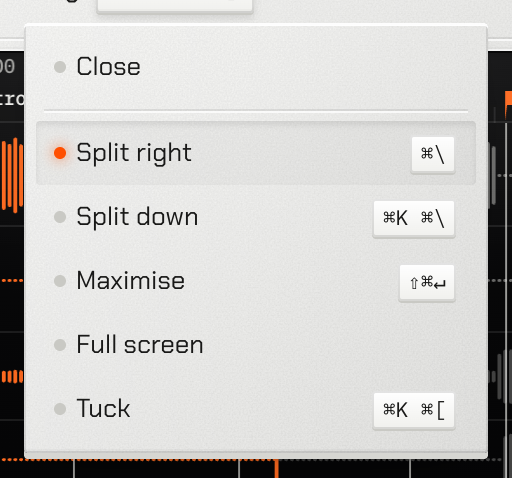 Close
Split right ⌘\
Split down ⌘K ⌘\
Maximise ⇧⌘↵
Full screen
Tuck ⌘K ⌘[